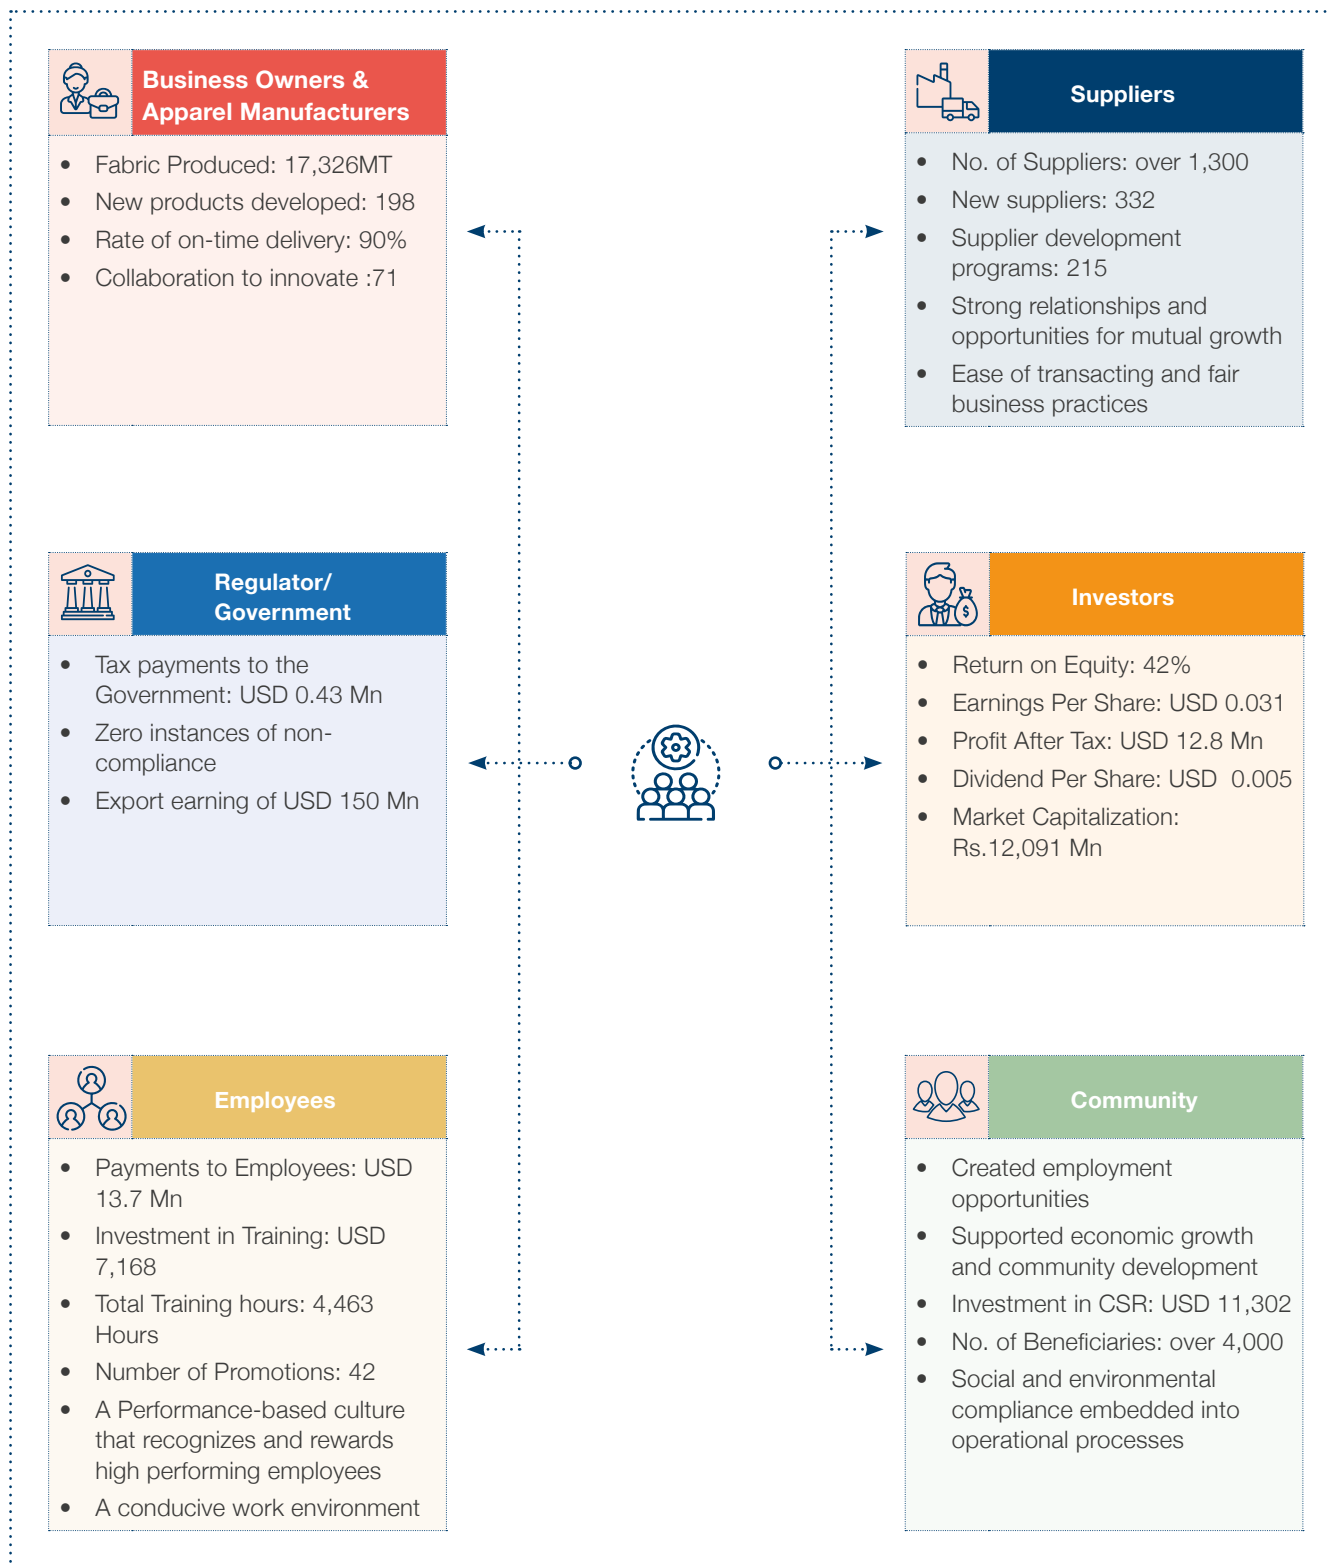 Business Owners &
Apparel Manufacturers
• Fabric Produced: 17,326MT
• New products developed: 198
• Rate of on-time delivery: 90%
• Collaboration to innovate :71
Suppliers
• No. of Suppliers: over 1,300
• New suppliers: 332
• Supplier development
programs: 215
• Strong relationships and
opportunities for mutual growth
• Ease of transacting and fair
business practices
Regulator/
Government
• Tax payments to the
Government: USD 0.43 Mn
• Zero instances of non-
compliance
• Export earning of USD 150 Mn
Investors
$
• Return on Equity: 42%
• Earnings Per Share: USD 0.031
• Profit After Tax: USD 12.8 Mn
• Dividend Per Share: USD  0.005
• Market Capitalization:
Rs.12,091 Mn
Employees
• Payments to Employees: USD
13.7 Mn
• Investment in Training: USD
7,168
• Total Training hours: 4,463
Hours
• Number of Promotions: 42
• A Performance-based culture
that recognizes and rewards
high performing employees
• A conducive work environment
Community
• Created employment
opportunities
• Supported economic growth
and community development
• Investment in CSR: USD 11,302
• No. of Beneficiaries: over 4,000
• Social and environmental
compliance embedded into
operational processes